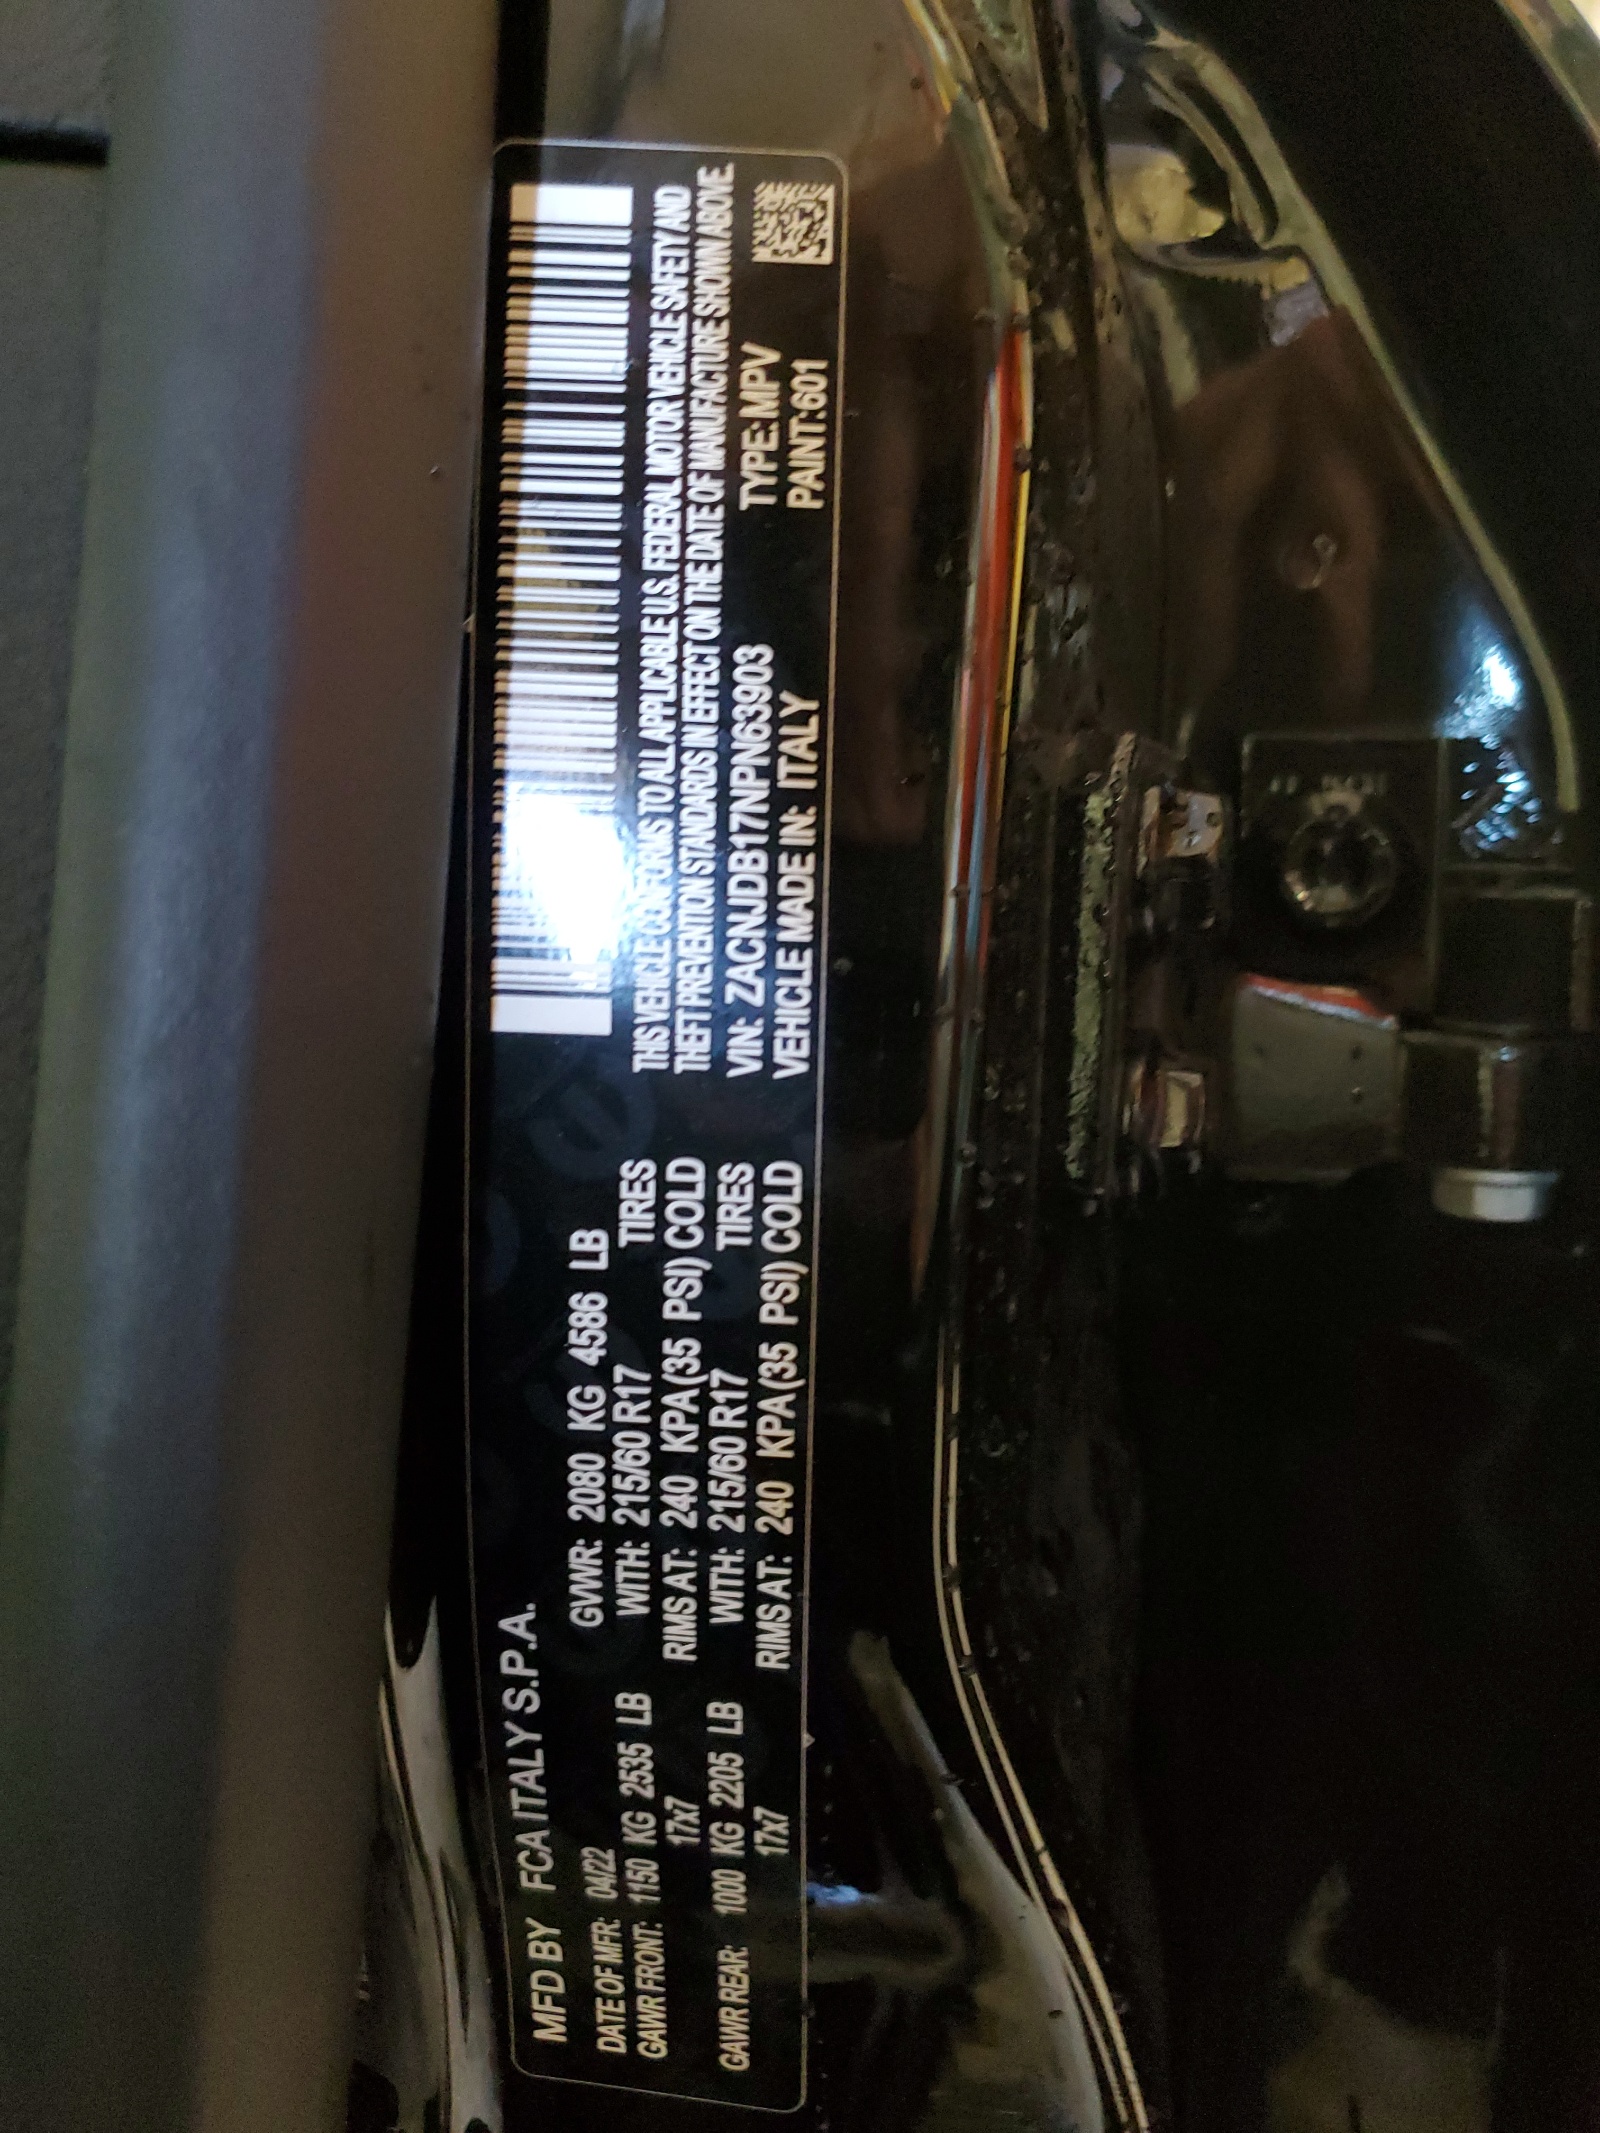 MFD BY FCA ITALY S.P.A.
DATE OF MFR: 04/22 GVWR: 2080 KG 4586 LB
GAWR FRONT: 1150 KG 2535 LB WITH: 215/60 R17 TIRES
17x7 RIMS AT: 240 KPA (35 PSI) COLD
GAWR REAR: 1000 KG 2205 LB WITH: 215/60 R17 TIRES
17x7 RIMS AT: 240 KPA (35 PSI) COLD
THIS VEHICLE CONFORMS TO ALL APPLICABLE U.S. FEDERAL MOTOR VEHICLE SAFETY AND
THEFT PREVENTION STANDARDS IN EFFECT ON THE DATE OF MANUFACTURE SHOWN ABOVE.
VIN: ZACNJDB17NPN63903 TYPE: MPV
VEHICLE MADE IN: ITALY PAINT: 601